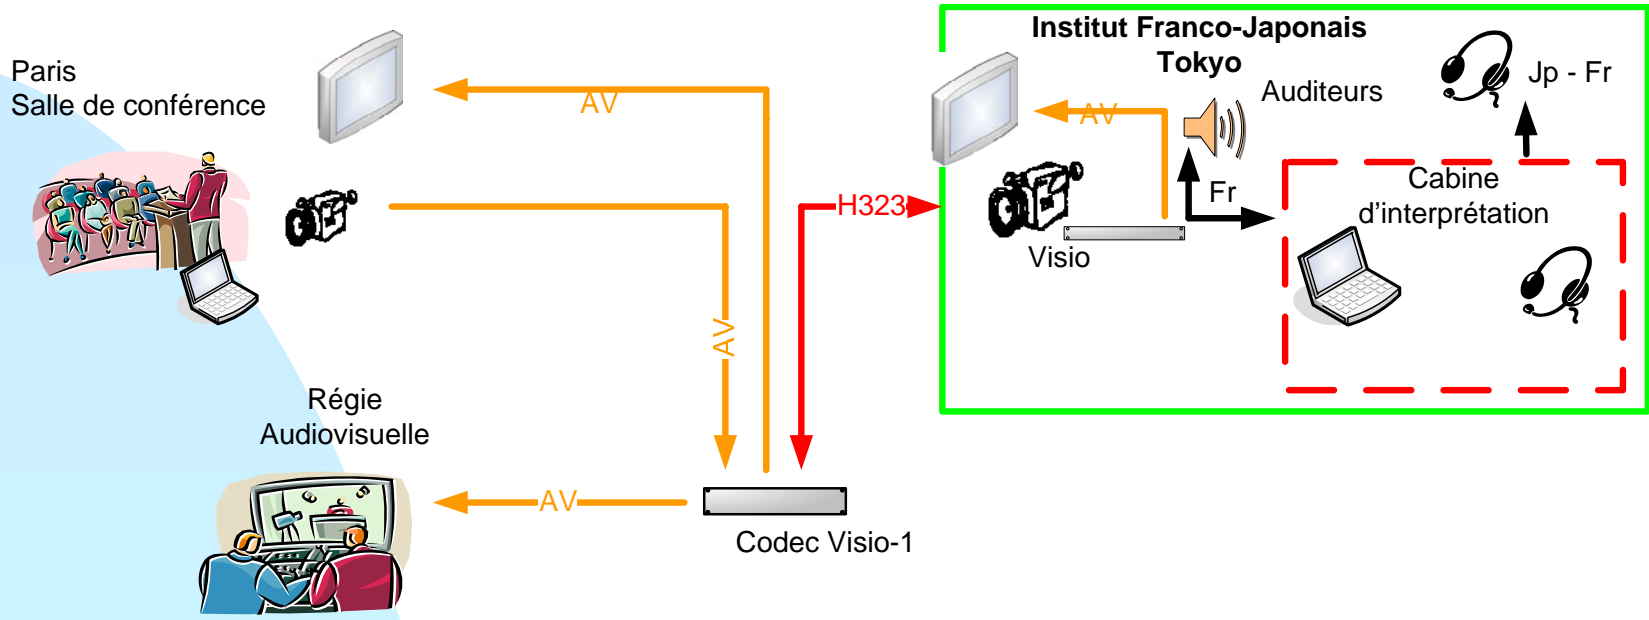 Paris
Salle de conférence
AV
Institut Franco-Japonais
Tokyo
Auditeurs
Jp - Fr
AV
H323
Fr
Cabine
d’interprétation
Visio
AV
Régie
Audiovisuelle
AV
Codec Visio-1